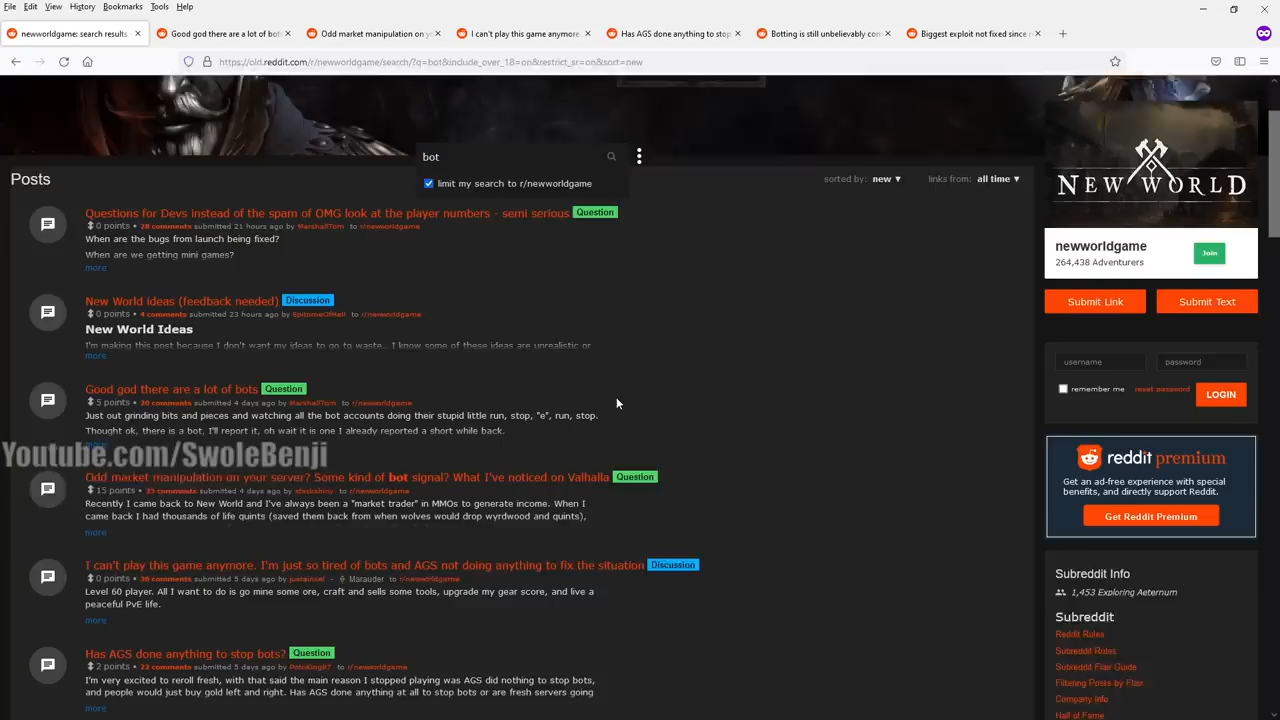 File Edit View History Bookmarks Tools Help
newworldgame: search results
Good god there are a lot of bots
Odd market manipulation on yo
I can't play this game anymore.
Has AGS done anything to stop
Botting is still unbelievably con
Biggest exploit not fixed since r
https://old.reddit.com/r/newworldgame/search/?q=bot&include_over_18=on&restrict_sr=on&sort=new
bot
limit my search to r/newworldgame
Posts
sorted by: new ▼ links from: all time ▼
Questions for Devs instead of the spam of OMG look at the player numbers - semi serious Question
0 points • 28 comments submitted 21 hours ago by MarshallTom to r/newworldgame
When are the bugs from launch being fixed?
When are we getting mini games?
more
New World ideas (feedback needed) Discussion
0 points • 4 comments submitted 23 hours ago by EpitomeOfHell to r/newworldgame
New World Ideas
I'm making this post because I don't want my ideas to go to waste... I know some of these ideas are unrealistic or
more
Good god there are a lot of bots Question
5 points • 20 comments submitted 4 days ago by MarshallTom to r/newworldgame
Just out grinding bits and pieces and watching all the bot accounts doing their stupid little run, stop, "e", run, stop.
Thought ok, there is a bot, I'll report it, oh wait it is one I already reported a short while back.
more
Youtube.com/SwoleBenji
Odd market manipulation on your server? Some kind of bot signal? What I've noticed on Valhalla Question
15 points • 23 comments submitted 4 days ago by to r/newworldgame
Recently I came back to New World and I've always been a "market trader" in MMOs to generate income. When I
came back I had thousands of life quints (saved them back from when wolves would drop wyrdwood and quints),
more
I can't play this game anymore. I'm just so tired of bots and AGS not doing anything to fix the situation Discussion
0 points • 36 comments submitted 5 days ago by justainsel - Marauder to r/newworldgame
Level 60 player. All I want to do is go mine some ore, craft and sells some tools, upgrade my gear score, and live a
peaceful PvE life.
more
Has AGS done anything to stop bots? Question
2 points • 22 comments submitted 5 days ago by PotoKing87 to r/newworldgame
I'm very excited to reroll fresh, with that said the main reason I stopped playing was AGS did nothing to stop bots,
and people would just buy gold left and right. Has AGS done anything at all to stop bots or are fresh servers going
more
NEW WORLD
newworldgame
264,438 Adventurers
Join
Submit Link Submit Text
username password
remember me reset password LOGIN
reddit premium
Get an ad-free experience with special
benefits, and directly support Reddit.
Get Reddit Premium
Subreddit Info
1,453 Exploring Aeternum
Subreddit
Reddit Rules
Subreddit Rules
Subreddit Flair Guide
Filtering Posts by Flair
Company Info
Hall of Fame